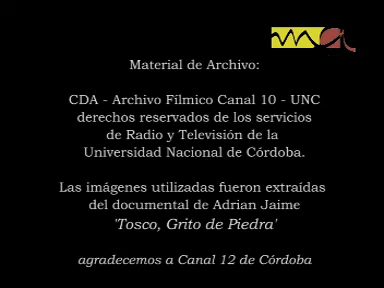 Material de Archivo:
CDA - Archivo Fílmico Canal 10 - UNC
derechos reservados de los servicios
de Radio y Televisión de la
Universidad Nacional de Córdoba.
Las imágenes utilizadas fueron extraídas
del documental de Adrian Jaime
'Tosco, Grito de Piedra'
agradecemos a Canal 12 de Córdoba